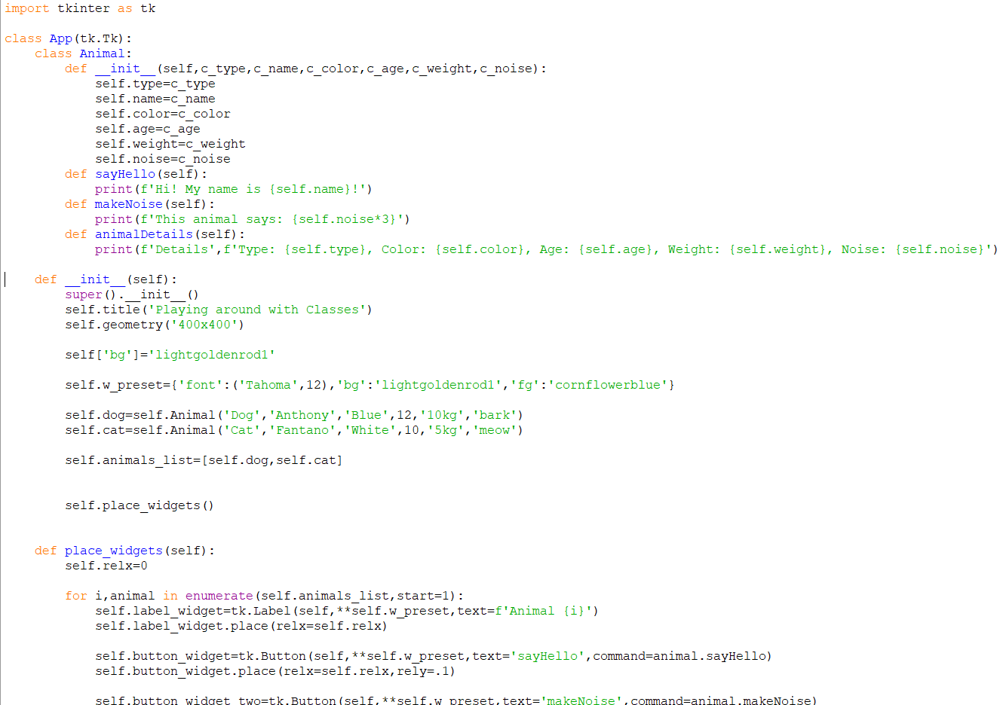 import tkinter as tk
class App(tk.Tk):
    class Animal:
        def __init__(self,c_type,c_name,c_color,c_age,c_weight,c_noise):
            self.type=c_type
            self.name=c_name
            self.color=c_color
            self.age=c_age
            self.weight=c_weight
            self.noise=c_noise
        def sayHello(self):
            print(f'Hi! My name is {self.name}!')
        def makeNoise(self):
            print(f'This animal says: {self.noise*3}')
        def animalDetails(self):
            print(f'Details',f'Type: {self.type}, Color: {self.color}, Age: {self.age}, Weight: {self.weight}, Noise: {self.noise}')
    def __init__(self):
        super().__init__()
        self.title('Playing around with Classes')
        self.geometry('400x400')
        self['bg']='lightgoldenrod1'
        self.w_preset={'font':('Tahoma',12),'bg':'lightgoldenrod1','fg':'cornflowerblue'}
        self.dog=self.Animal('Dog','Anthony','Blue',12,'10kg','bark')
        self.cat=self.Animal('Cat','Fantano','White',10,'5kg','meow')
        self.animals_list=[self.dog,self.cat]
        self.place_widgets()
    def place_widgets(self):
        self.relx=0
        for i,animal in enumerate(self.animals_list,start=1):
            self.label_widget=tk.Label(self,**self.w_preset,text=f'Animal {i}')
            self.label_widget.place(relx=self.relx)
            self.button_widget=tk.Button(self,**self.w_preset,text='sayHello',command=animal.sayHello)
            self.button_widget.place(relx=self.relx,rely=.1)
            self.button_widget_two=tk.Button(self,**self.w_preset,text='makeNoise',command=animal.makeNoise)